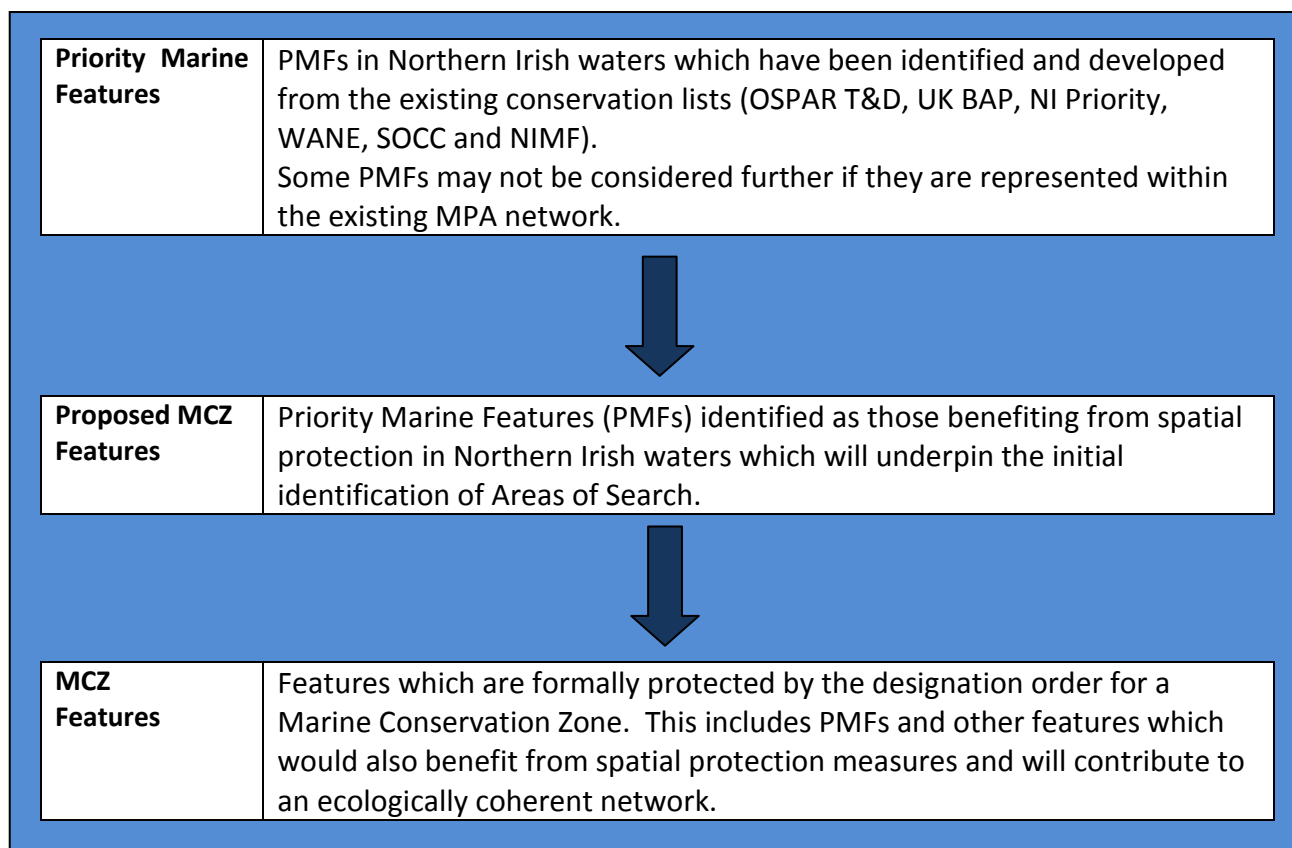 Priority Marine
Features
PMFs in Northern Irish waters which have been identified and developed
from the existing conservation lists (OSPAR T&D, UK BAP, NI Priority,
WANE, SOCC and NIMF).
Some PMFs may not be considered further if they are represented within
the existing MPA network.
Proposed MCZ
Features
Priority Marine Features (PMFs) identified as those benefiting from spatial
protection in Northern Irish waters which will underpin the initial
identification of Areas of Search.
MCZ
Features
Features which are formally protected by the designation order for a
Marine Conservation Zone.  This includes PMFs and other features which
would also benefit from spatial protection measures and will contribute to
an ecologically coherent network.